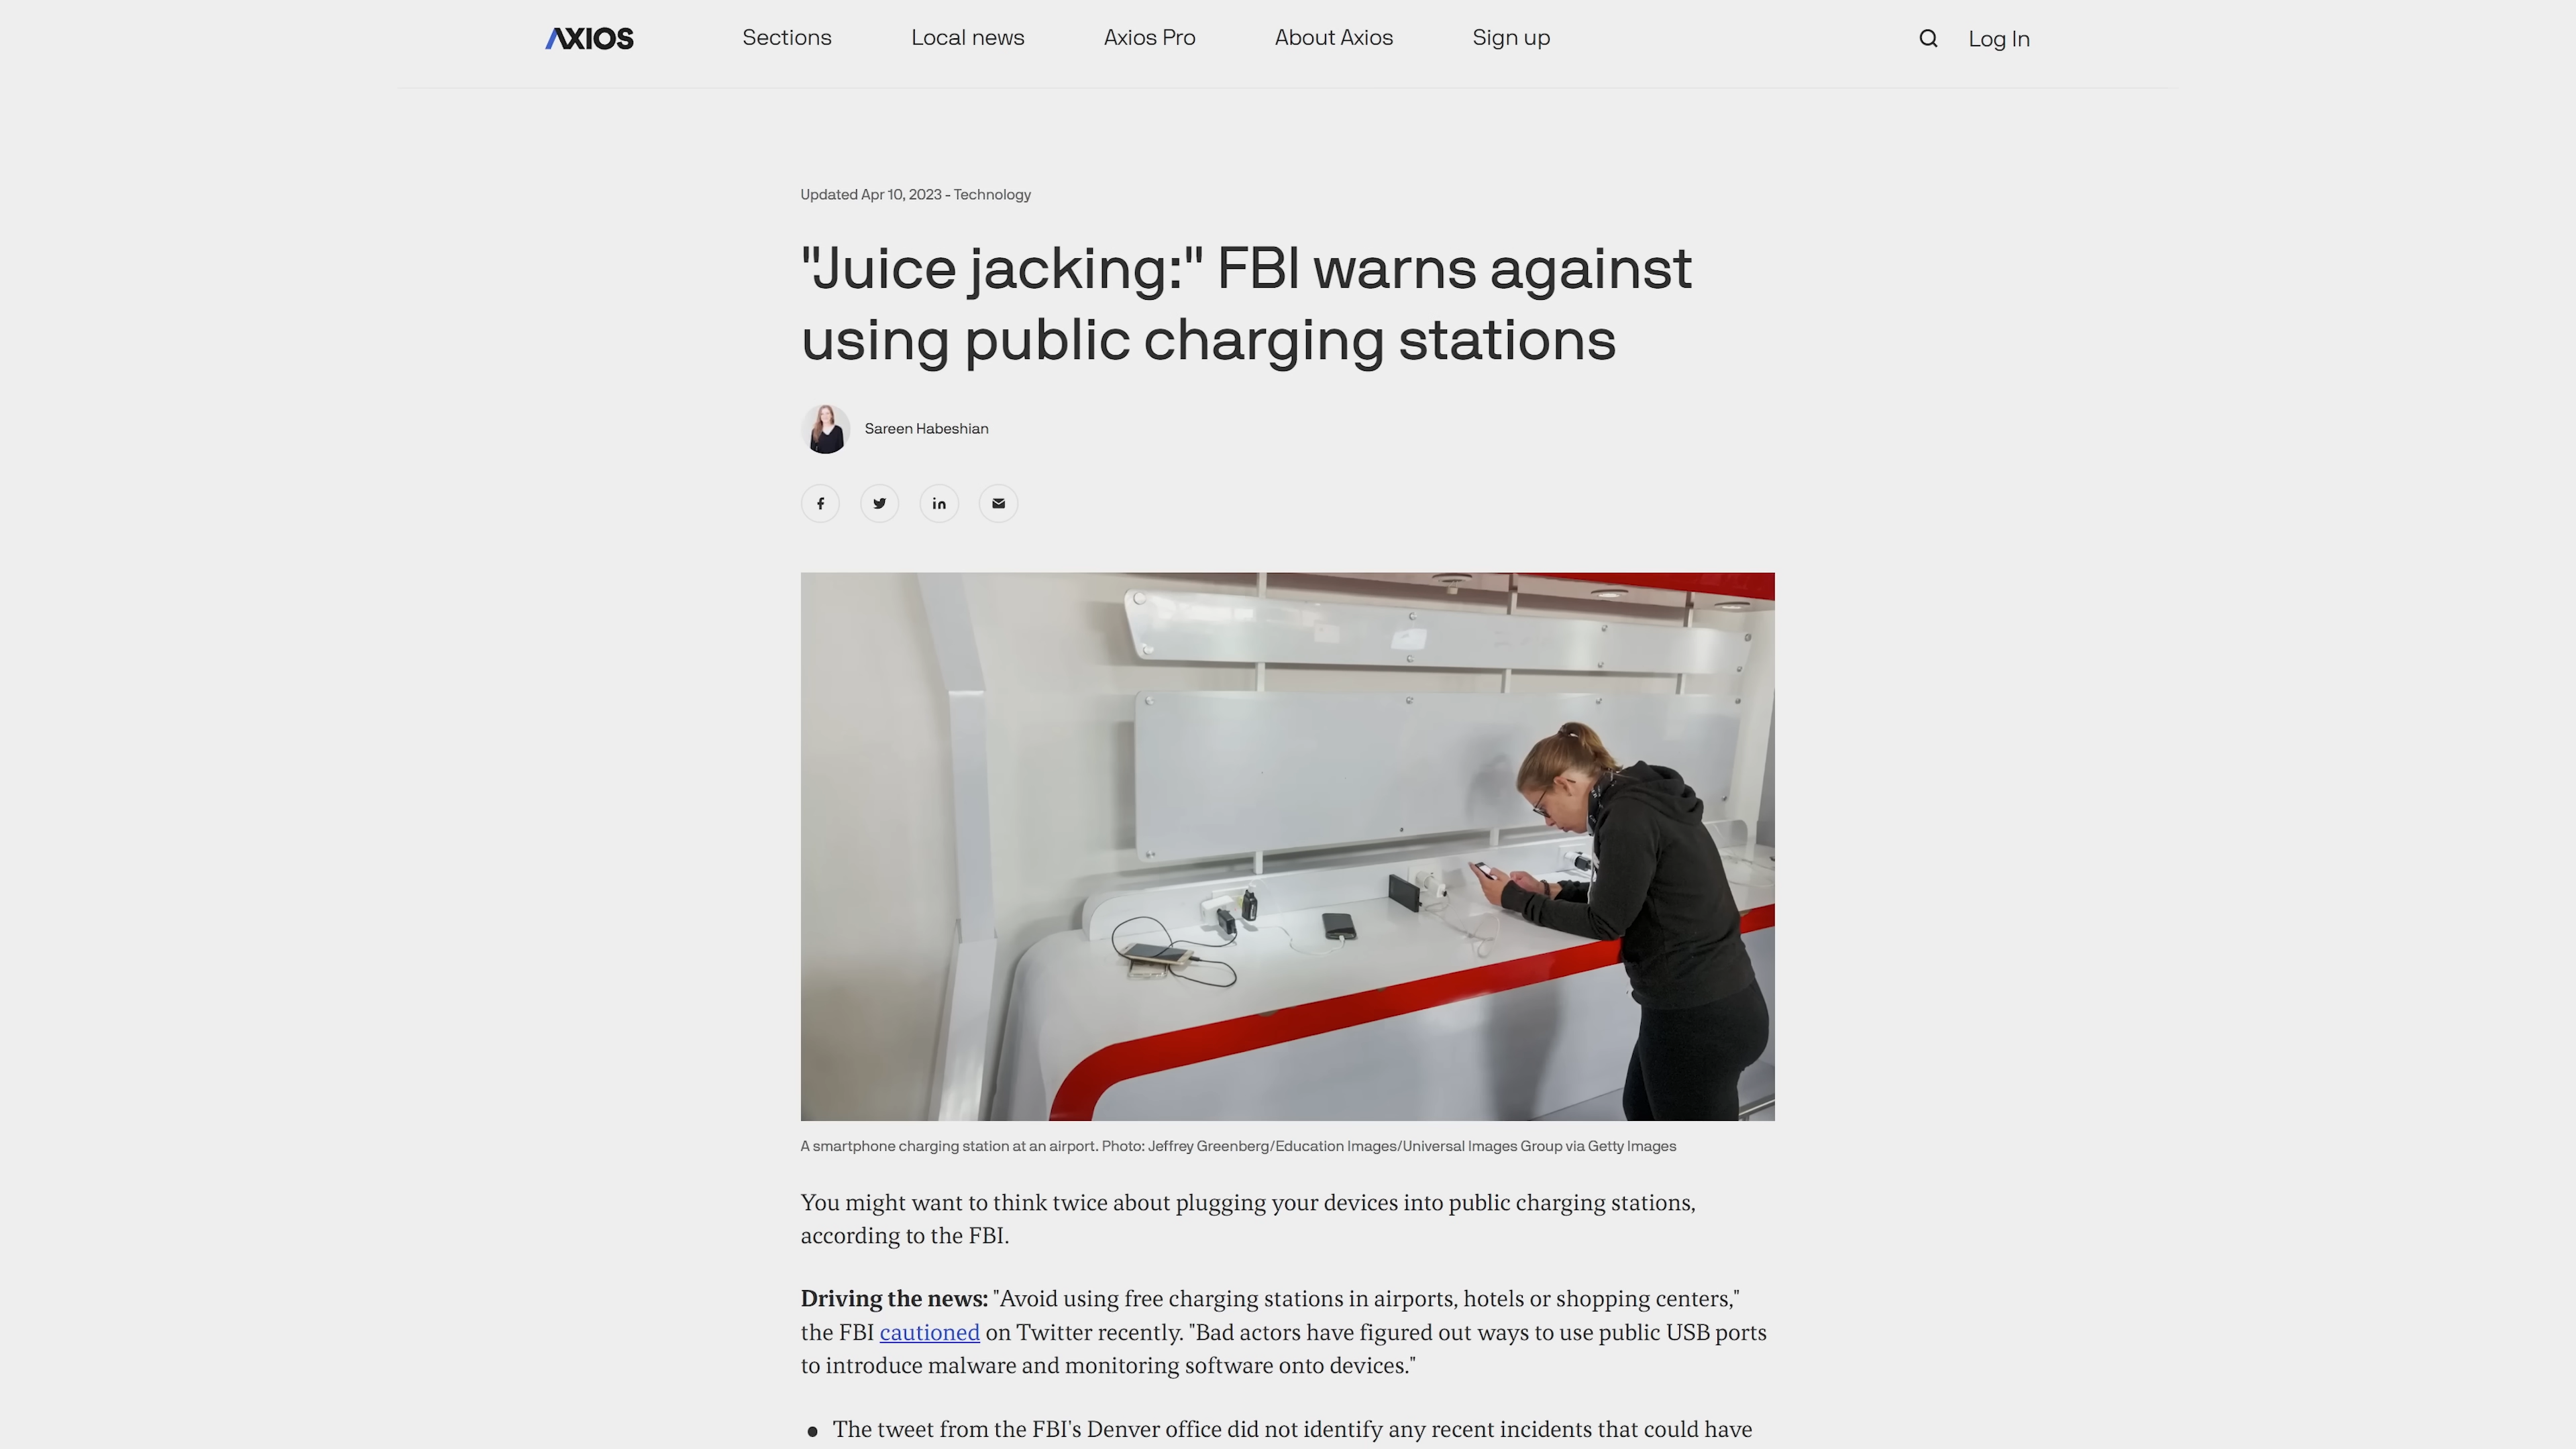 AXIOS
Sections
Local news
Axios Pro
About Axios
Sign up
Log In
Updated Apr 10, 2023 - Technology
"Juice jacking:" FBI warns against
using public charging stations
Sareen Habeshian
A smartphone charging station at an airport. Photo: Jeffrey Greenberg/Education Images/Universal Images Group via Getty Images
You might want to think twice about plugging your devices into public charging stations,
according to the FBI.
Driving the news: "Avoid using free charging stations in airports, hotels or shopping centers,"
the FBI cautioned on Twitter recently. "Bad actors have figured out ways to use public USB ports
to introduce malware and monitoring software onto devices."
• The tweet from the FBI's Denver office did not identify any recent incidents that could have